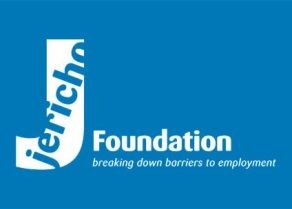 jericho
Foundation
breaking down barriers to employment